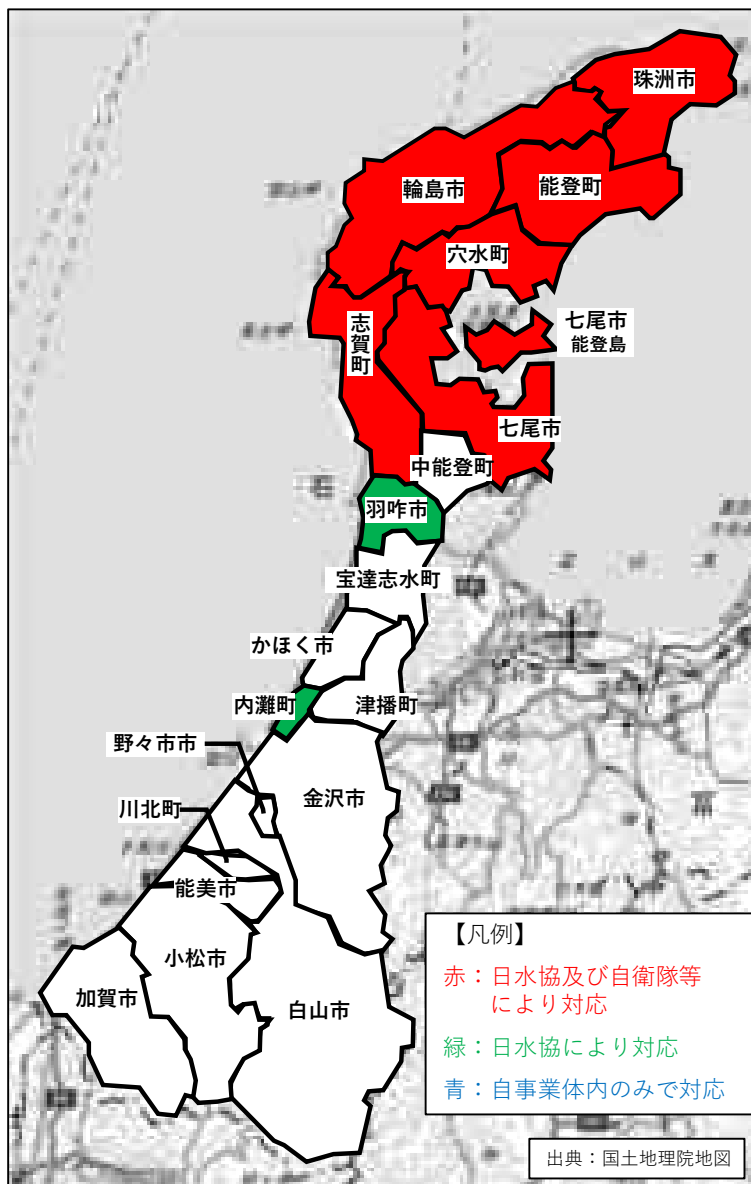 珠洲市
輪島市
能登町
穴水町
志賀町
七尾市
能登島
七尾市
中能登町
羽咋市
宝達志水町
かほく市
内灘町
津播町
野々市市
金沢市
川北町
能美市
小松市
加賀市
白山市
【凡例】
赤：日水協及び自衛隊等
により対応
緑：日水協により対応
青：自事業体内のみで対応
出典：国土地理院地図